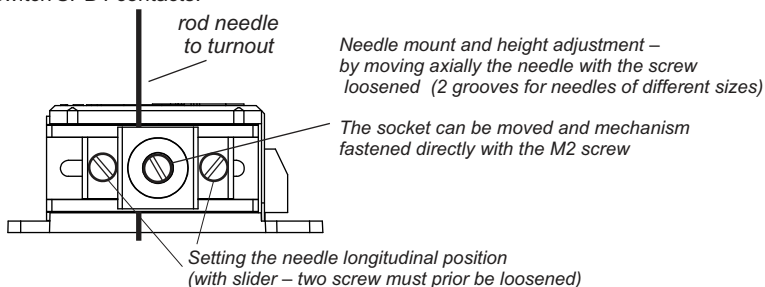 rod needle
to turnout
Needle mount and height adjustment –
by moving axially the needle with the screw
loosened (2 grooves for needles of different sizes)
The socket can be moved and mechanism
fastened directly with the M2 screw
Setting the needle longitudinal position
(with slider – two screw must prior be loosened)